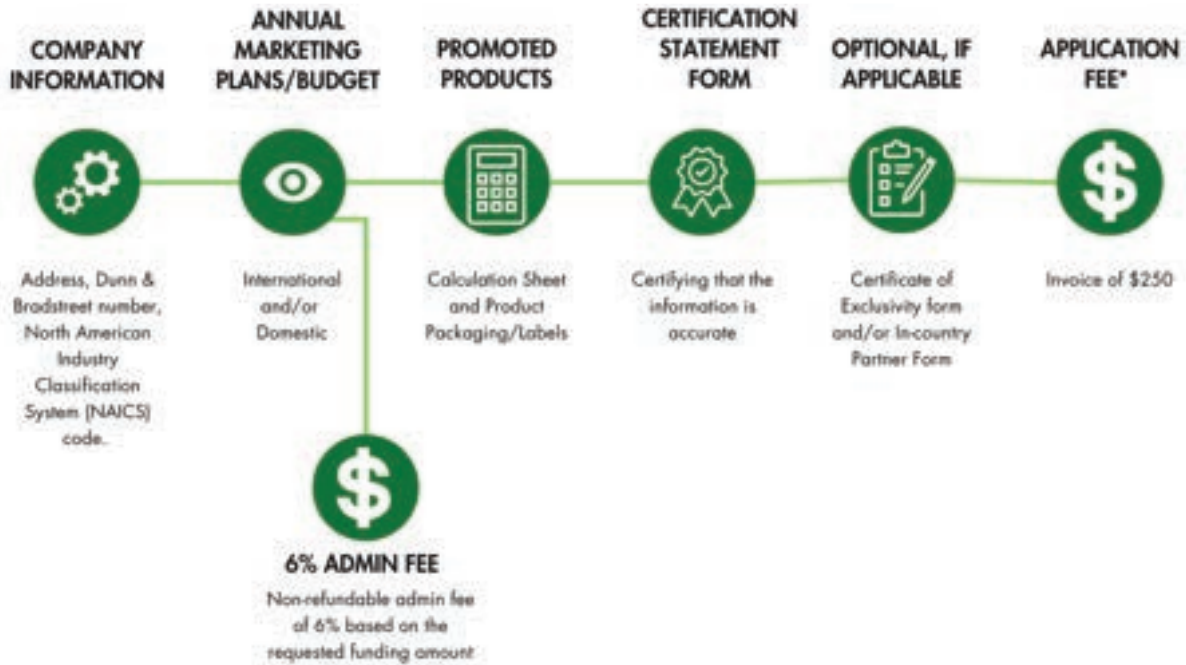 COMPANY
INFORMATION
Address, Dunn &
Bradstreet number,
North American
Industry
Classification
System (NAICS)
code.
ANNUAL
MARKETING
PLANS/BUDGET
International
and/or
Domestic
6% ADMIN FEE
Non-refundable admin fee
of 6% based on the
requested funding amount
PROMOTED
PRODUCTS
Calculation Sheet
and Product
Packaging/Labels
CERTIFICATION
STATEMENT
FORM
Certifying that the
information is
accurate
OPTIONAL, IF
APPLICABLE
Certificate of
Exclusivity form
and/or In-country
Partner Form
APPLICATION
FEE*
Invoice of $250